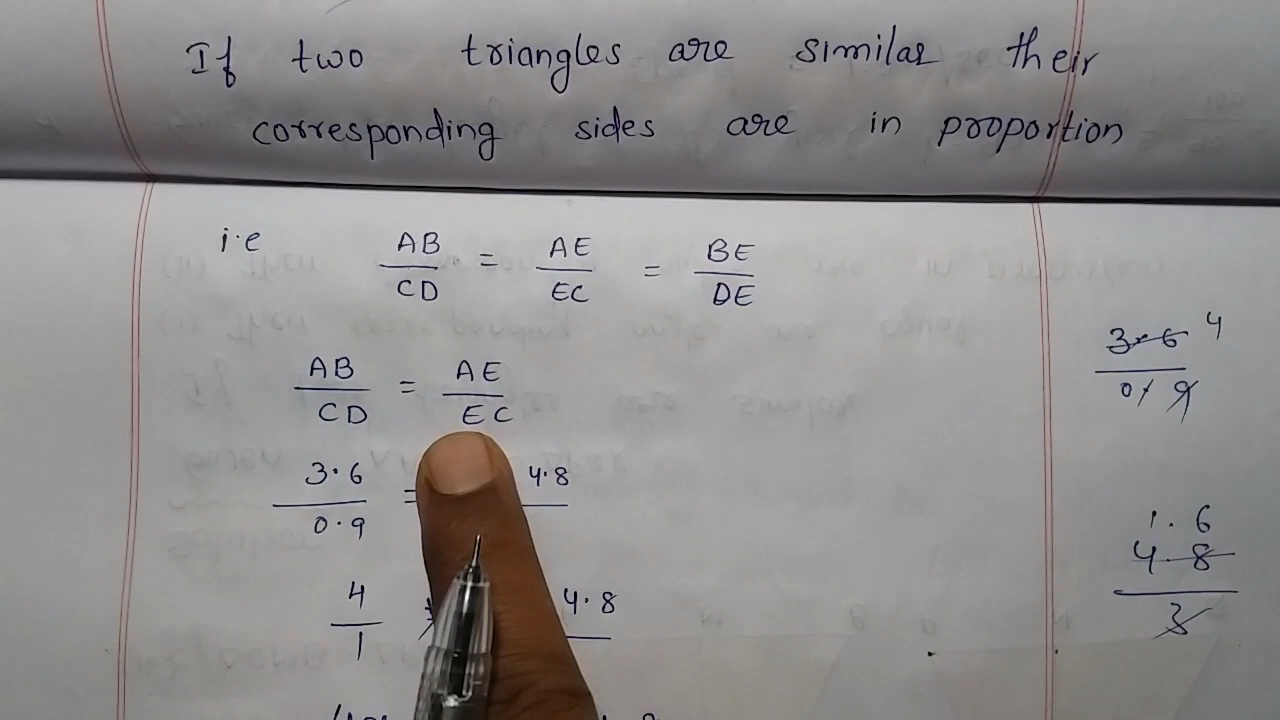 If two triangles are similar their
corresponding sides are in proportion
i.e AB/CD = AE/EC = BE/DE
AB/CD = AE/EC
3.6/0.9 = 4.8
4/1 4.8
3.6 4
0.9
1.6
4.8
3